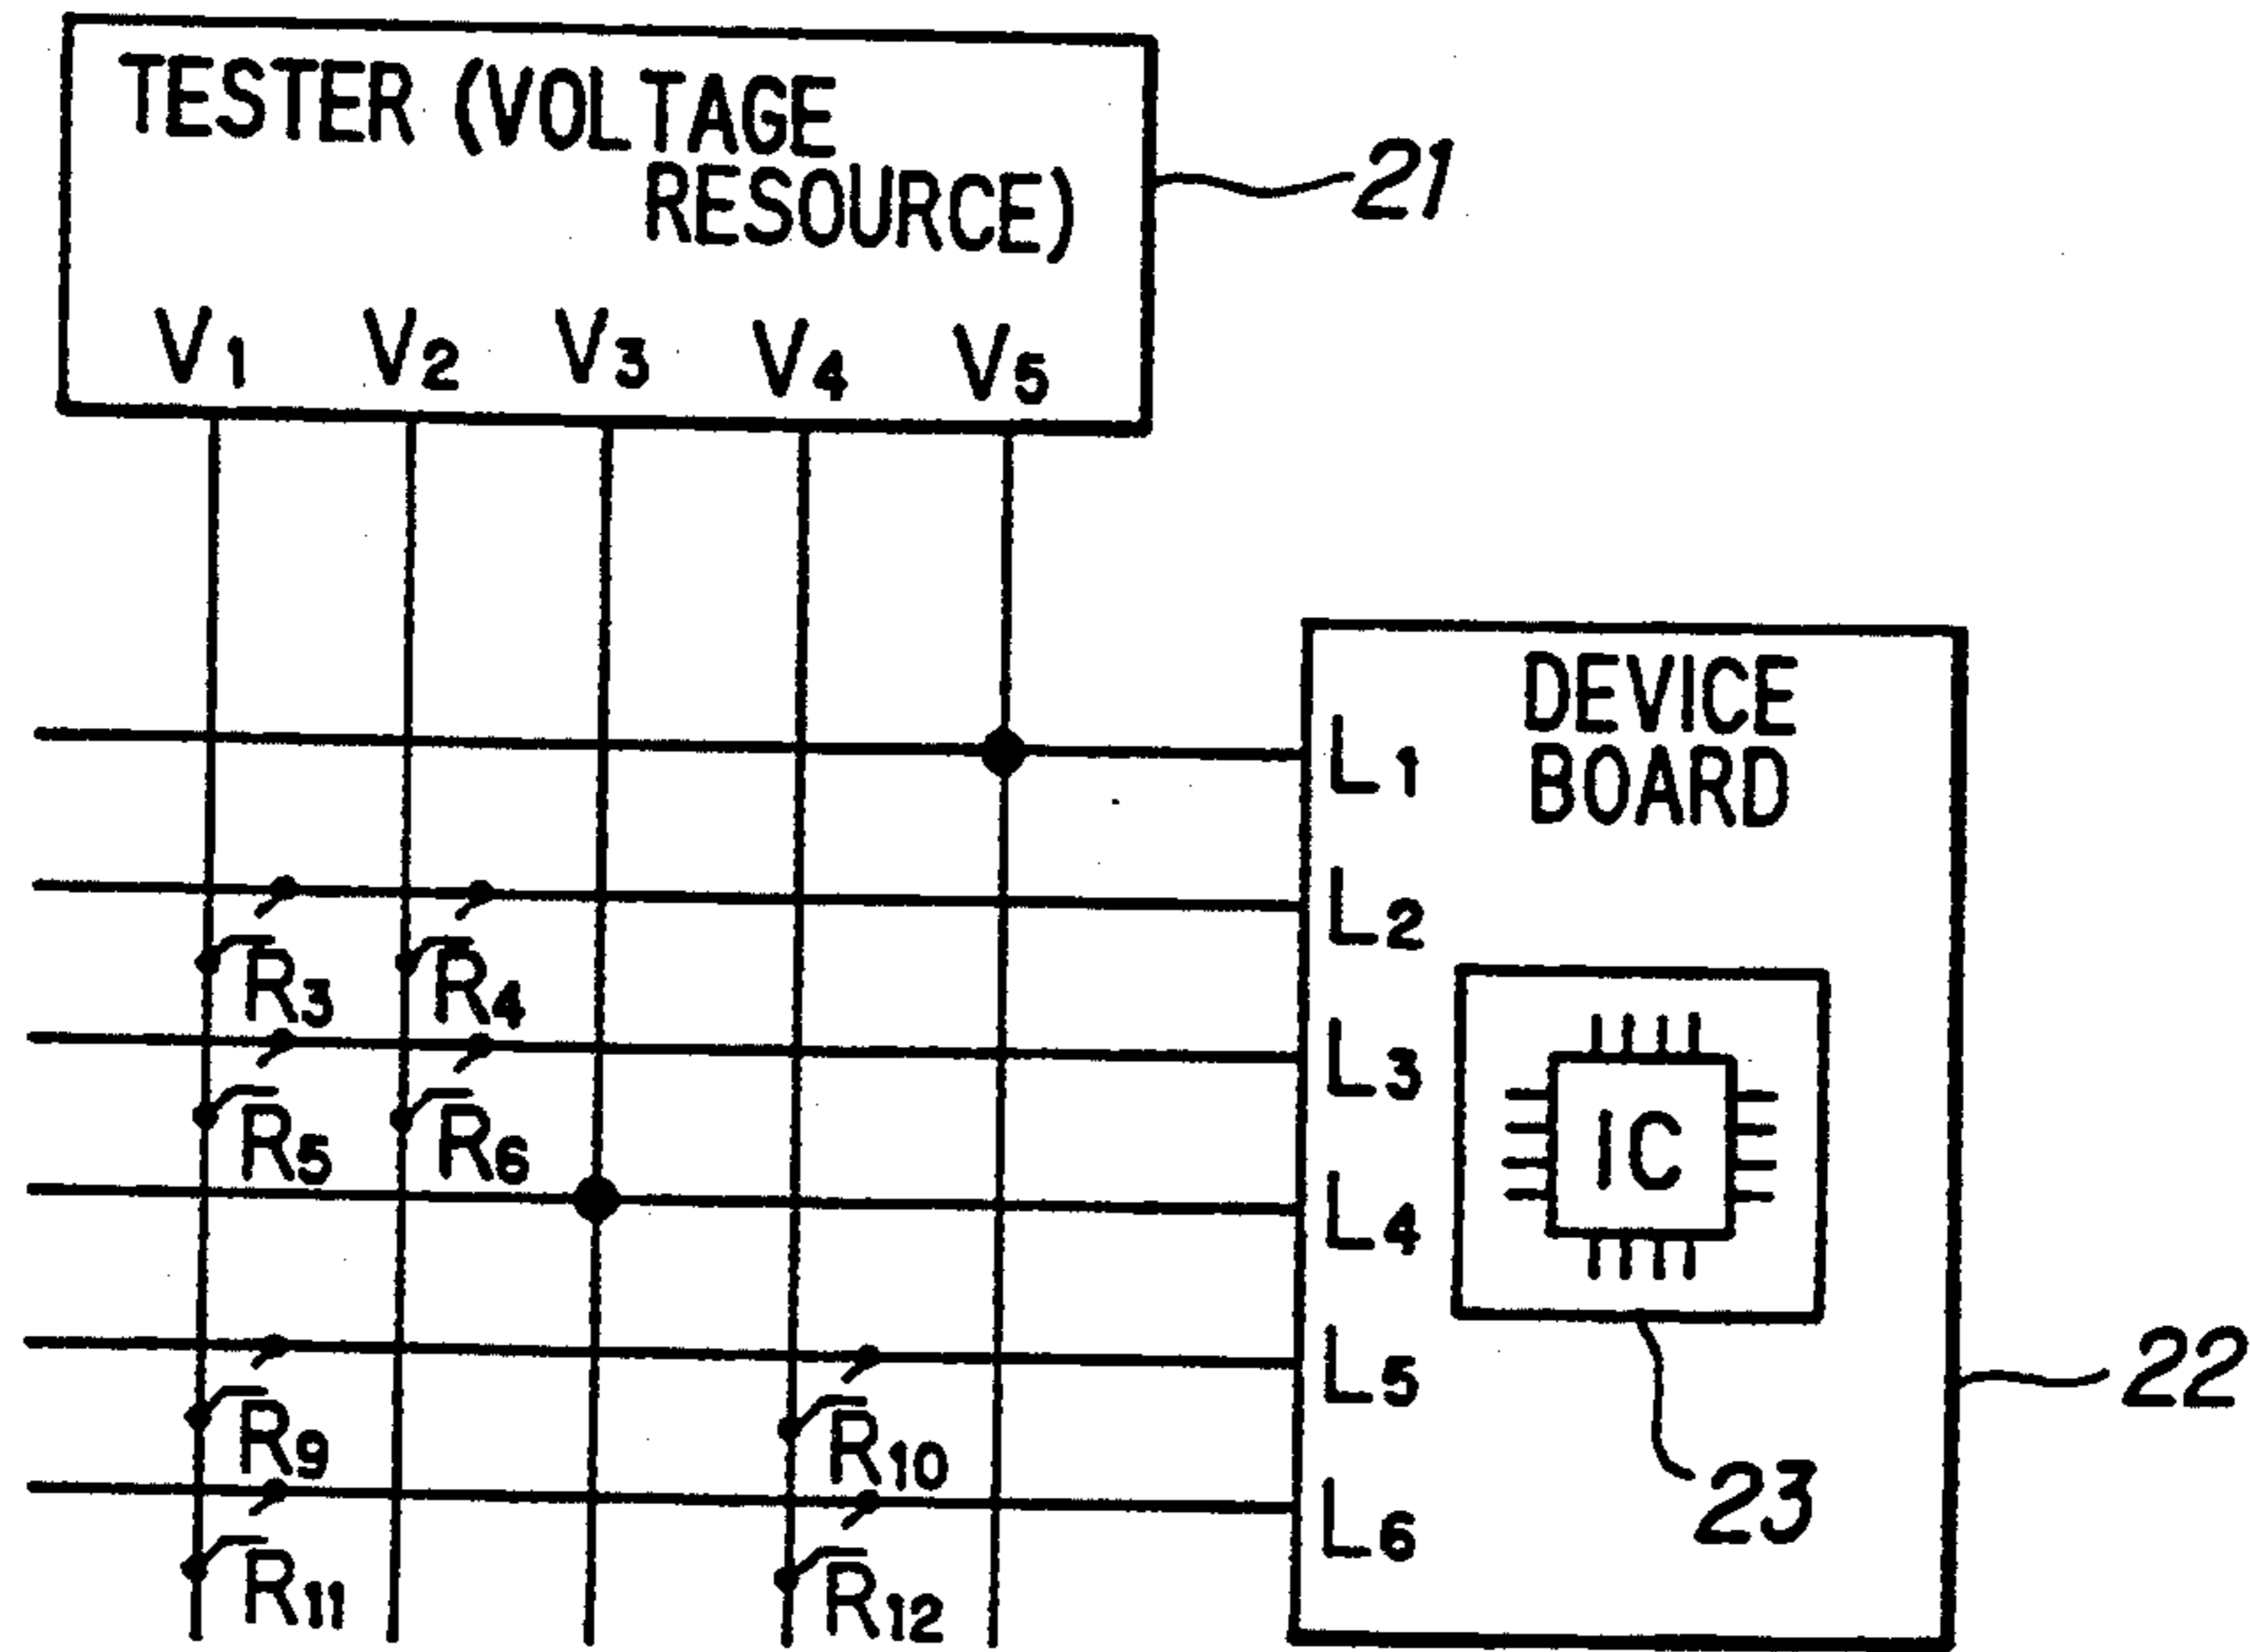 TESTER (VOLTAGE
RESOURCE)
21
V1 V2 V3 V4 V5
DEVICE
BOARD
L1
L2
R3 R4
L3
R5 R6
IC
L4
L5
22
R9 R10
23
L6
R11 R12